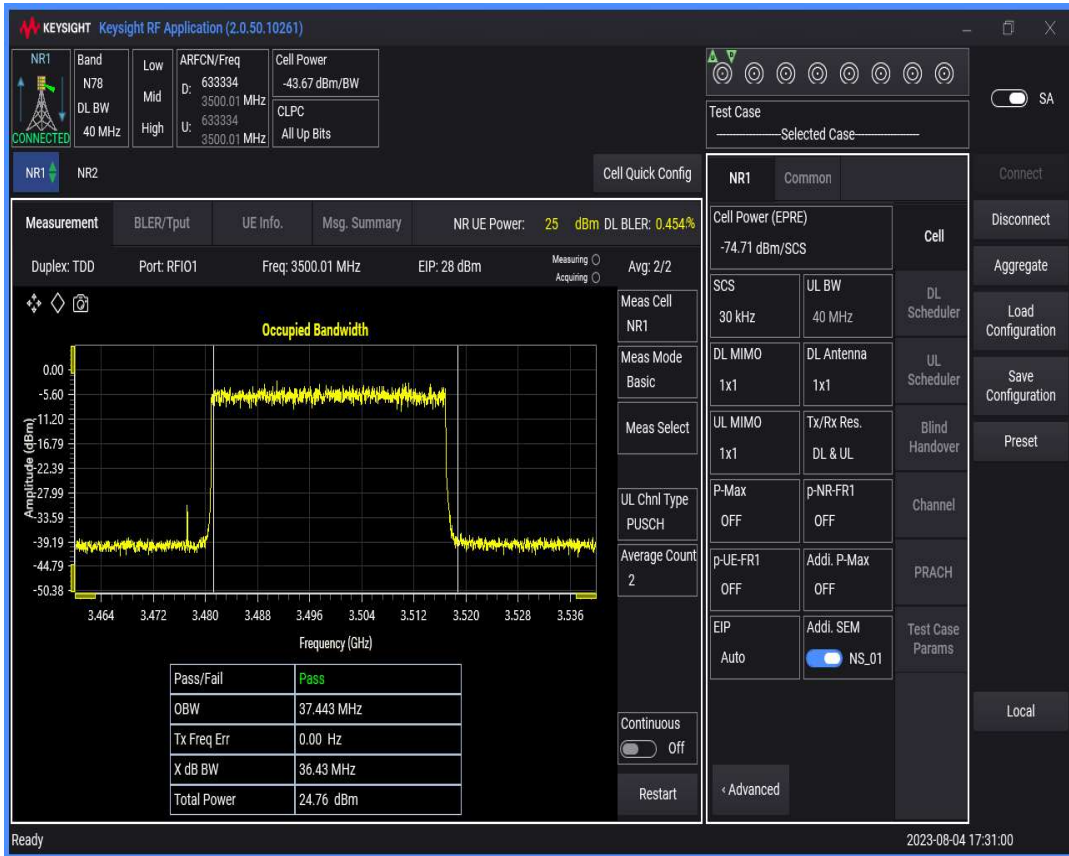 KEYSIGHT Keysight RF Application (2.0.50.10261)
NR1
CONNECTED
Band
N78
DL BW
40 MHz
Low
Mid
High
ARFCN/Freq
D: 633334
3500.01 MHz
U: 633334
3500.01 MHz
Cell Power
-43.67 dBm/BW
CLPC
All Up Bits
Test Case
Selected Case
SA
NR1 NR2
Cell Quick Config
Measurement BLER/Tput UE Info. Msg. Summary NR UE Power: 25 dBm DL BLER: 0.454%
Duplex: TDD Port: RFIO1 Freq: 3500.01 MHz EIP: 28 dBm Measuring Avg: 2/2
Acquiring
Occupied Bandwidth
Amplitude (dBm)
0.00
-5.60
-11.20
-16.79
-22.39
-27.99
-33.59
-39.19
-44.79
-50.38
3.464 3.472 3.480 3.488 3.496 3.504 3.512 3.520 3.528 3.536
Frequency (GHz)
Pass/Fail Pass
OBW 37.443 MHz
Tx Freq Err 0.00 Hz
X dB BW 36.43 MHz
Total Power 24.76 dBm
Meas Cell
NR1
Meas Mode
Basic
Meas Select
UL Chnl Type
PUSCH
Average Count
2
Continuous
Off
Restart
NR1 Common
Cell Power (EPRE)
-74.71 dBm/SCS
SCS UL BW
30 kHz 40 MHz
DL MIMO DL Antenna
1x1 1x1
UL MIMO Tx/Rx Res.
1x1 DL & UL
P-Max p-NR-FR1
OFF OFF
p-UE-FR1 Addi. P-Max
OFF OFF
EIP Addi. SEM
Auto NS_01
‹ Advanced
Cell
DL
Scheduler
UL
Scheduler
Blind
Handover
Channel
PRACH
Test Case
Params
Connect
Disconnect
Aggregate
Load
Configuration
Save
Configuration
Preset
Local
Ready 2023-08-04 17:31:00